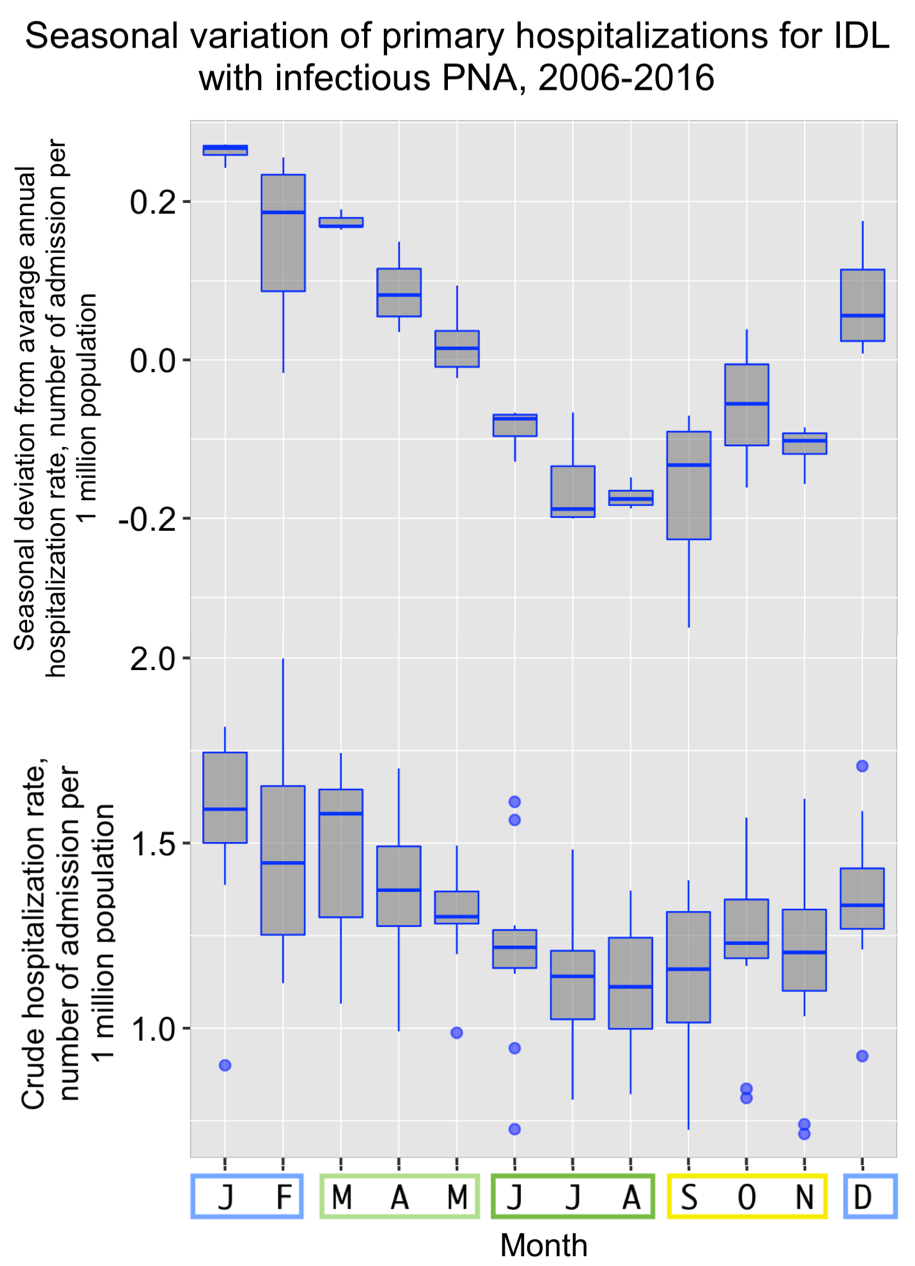 Seasonal variation of primary hospitalizations for IDL
with infectious PNA, 2006-2016
Seasonal deviation from avarage annual
hospitalization rate, number of admission per
1 million population
0.2
0.0
-0.2
Crude hospitalization rate,
number of admission per
1 million population
2.0
1.5
1.0
J F M A M J J A S O N D
Month